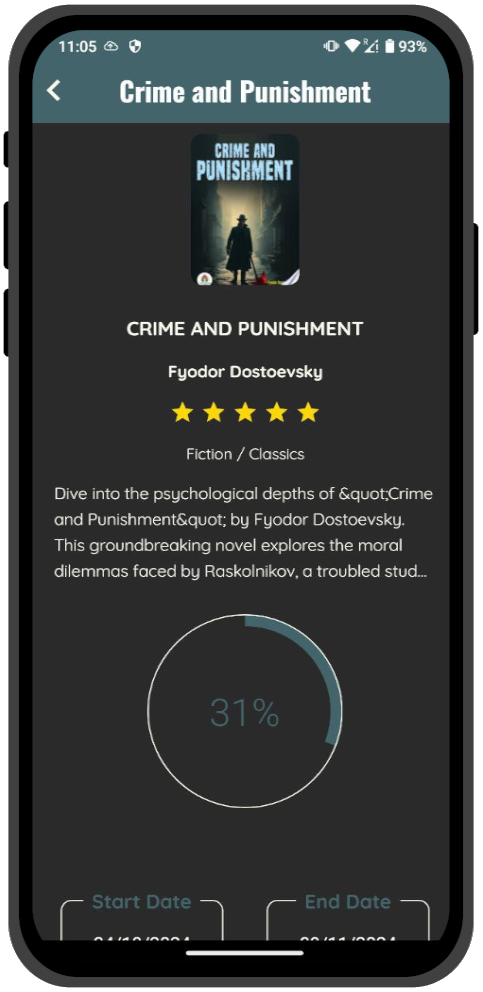 11:05 93%
Crime and Punishment
CRIME AND
PUNISHMENT
CRIME AND PUNISHMENT
Fyodor Dostoevsky
Fiction / Classics
Dive into the psychological depths of &quot;Crime
and Punishment&quot; by Fyodor Dostoevsky.
This groundbreaking novel explores the moral
dilemmas faced by Raskolnikov, a troubled stud...
31%
Start Date End Date